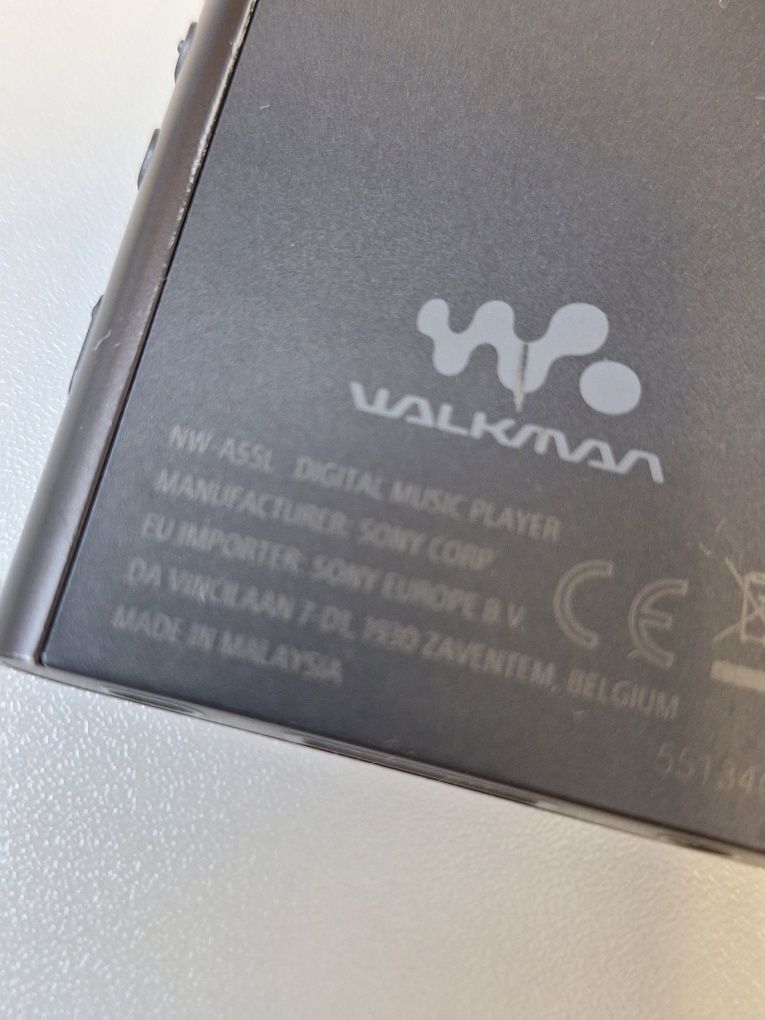 WALKMAN
NW-A55L DIGITAL MUSIC PLAYER
MANUFACTURER: SONY CORP.
EU IMPORTER: SONY EUROPE B.V.
DA VINCILAAN 7-D1, 1930 ZAVENTEM, BELGIUM
MADE IN MALAYSIA
CE
55134